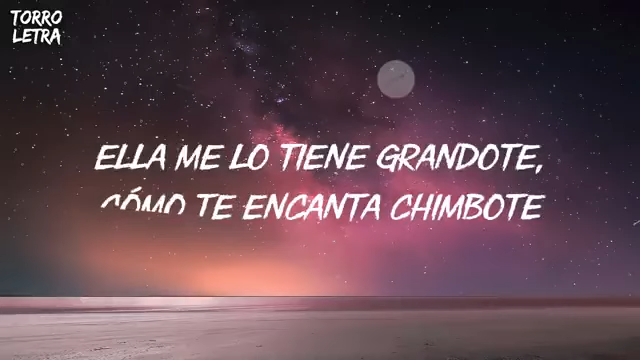 TORRO
LETRA
ELLA ME LO TIENE GRANDOTE,
CÓMO TE ENCANTA CHIMBOTE